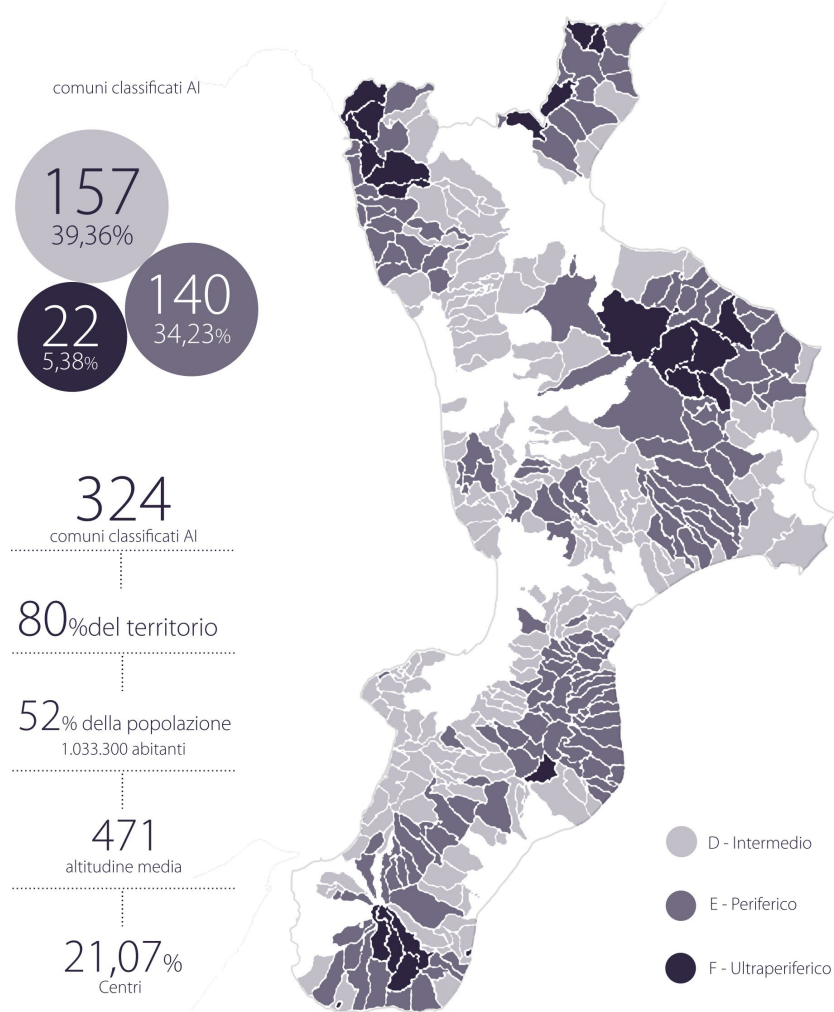 comuni classificati AI
157
39,36%
140
34,23%
22
5,38%
324
comuni classificati AI
80%del territorio
52% della popolazione
1.033.300 abitanti
471
altitudine media
21,07%
Centri
D - Intermedio
E - Periferico
F - Ultraperiferico